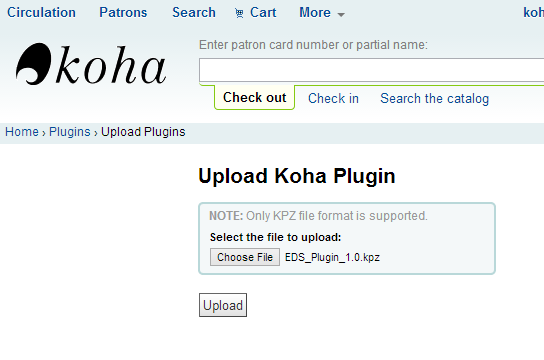 Circulation Patrons Search Cart More koh
koha
Enter patron card number or partial name:
Check out Check in Search the catalog
Home › Plugins › Upload Plugins
Upload Koha Plugin
NOTE: Only KPZ file format is supported.
Select the file to upload:
Choose File EDS_Plugin_1.0.kpz
Upload